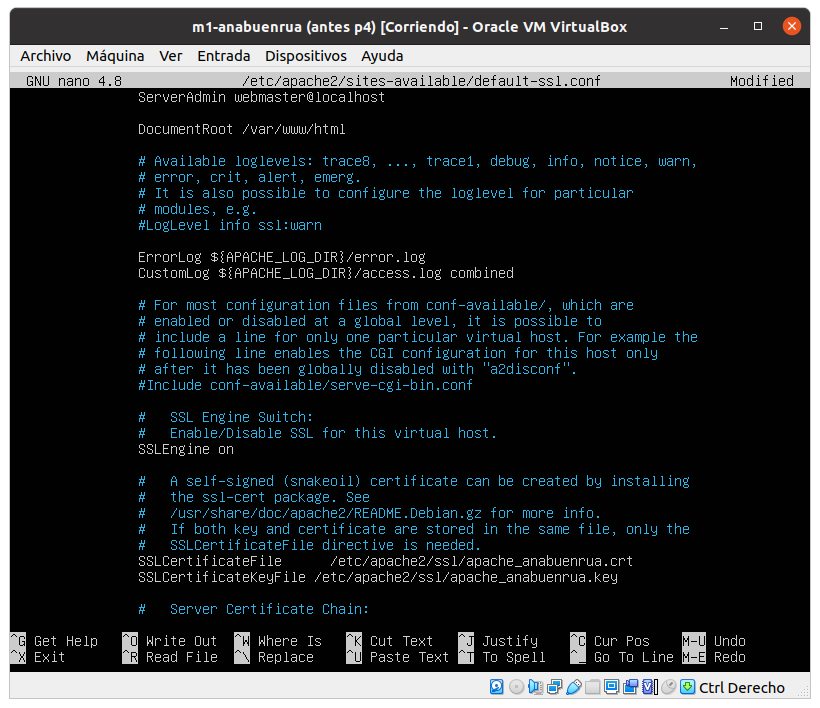 m1-anabuenrua (antes p4) [Corriendo] - Oracle VM VirtualBox
Archivo Máquina Ver Entrada Dispositivos Ayuda
GNU nano 4.8 /etc/apache2/sites-available/default-ssl.conf Modified
ServerAdmin webmaster@localhost
DocumentRoot /var/www/html
# Available loglevels: trace8, ..., trace1, debug, info, notice, warn,
# error, crit, alert, emerg.
# It is also possible to configure the loglevel for particular
# modules, e.g.
#LogLevel info ssl:warn
ErrorLog ${APACHE_LOG_DIR}/error.log
CustomLog ${APACHE_LOG_DIR}/access.log combined
# For most configuration files from conf-available/, which are
# enabled or disabled at a global level, it is possible to
# include a line for only one particular virtual host. For example the
# following line enables the CGI configuration for this host only
# after it has been globally disabled with "a2disconf".
#Include conf-available/serve-cgi-bin.conf
#   SSL Engine Switch:
#   Enable/Disable SSL for this virtual host.
SSLEngine on
#   A self-signed (snakeoil) certificate can be created by installing
#   the ssl-cert package. See
#   /usr/share/doc/apache2/README.Debian.gz for more info.
#   If both key and certificate are stored in the same file, only the
#   SSLCertificateFile directive is needed.
SSLCertificateFile      /etc/apache2/ssl/apache_anabuenrua.crt
SSLCertificateKeyFile /etc/apache2/ssl/apache_anabuenrua.key
#   Server Certificate Chain:
^G Get Help ^O Write Out ^W Where Is ^K Cut Text ^J Justify ^C Cur Pos M-U Undo
^X Exit ^R Read File ^\ Replace ^U Paste Text ^T To Spell ^_ Go To Line M-E Redo
Ctrl Derecho